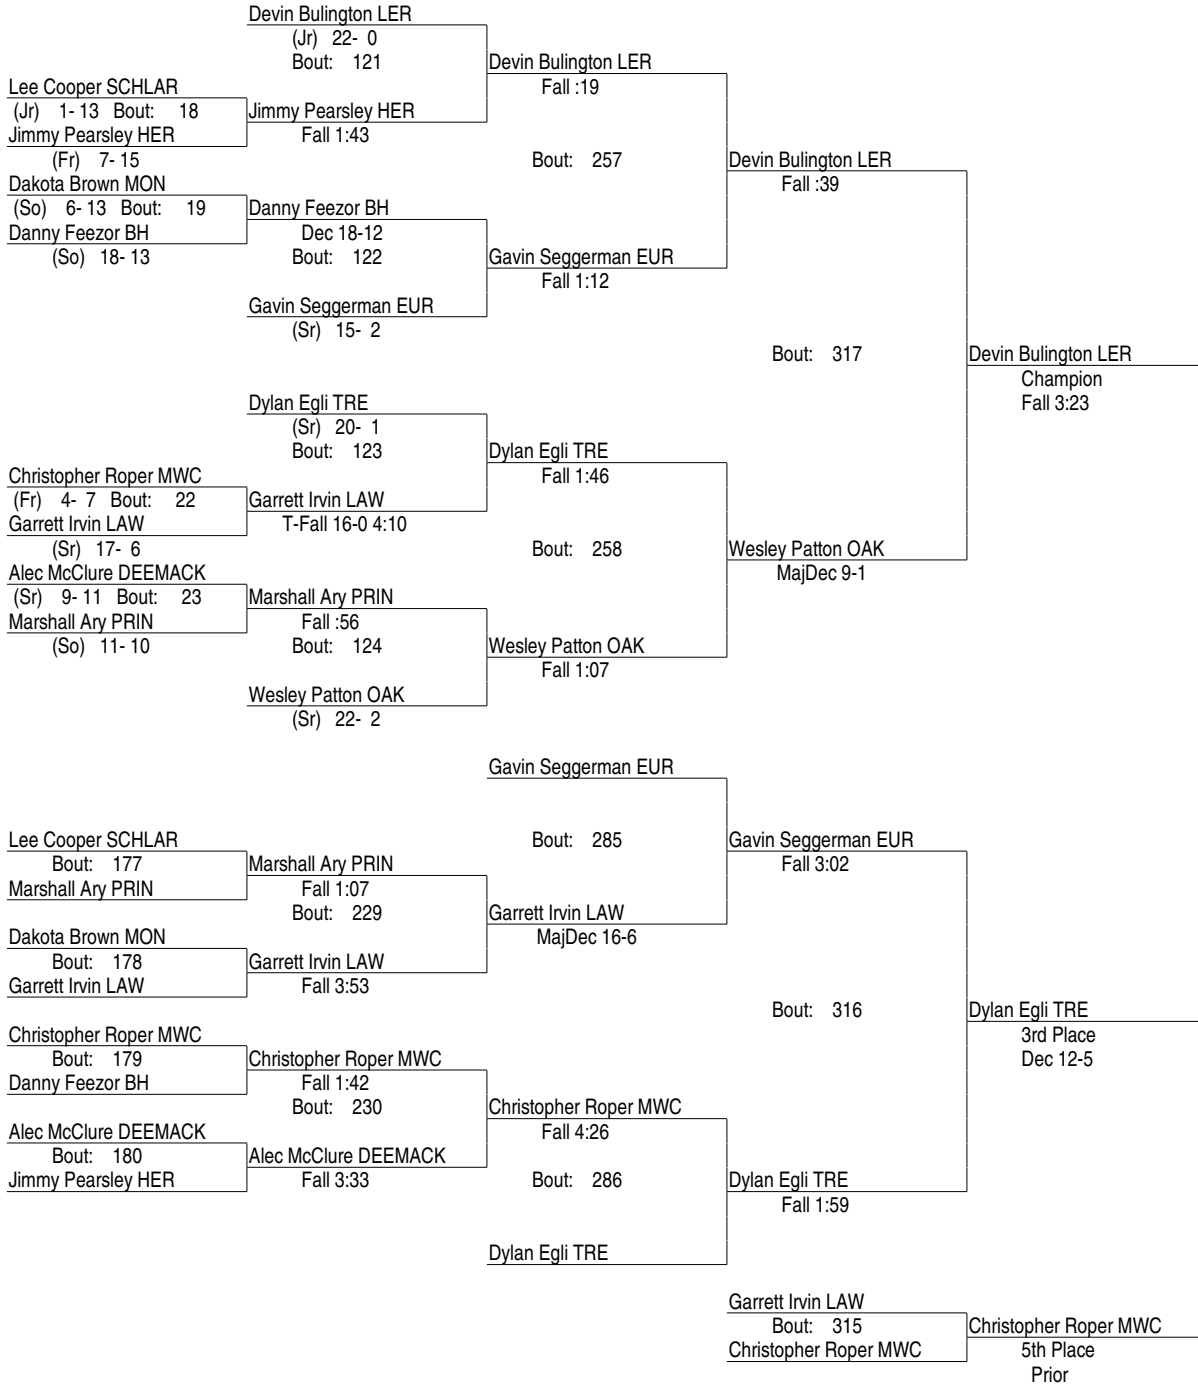 Devin Bulington LER
(Jr) 22- 0
Bout: 121
Devin Bulington LER
Fall :19
Lee Cooper SCHLAR
(Jr) 1- 13 Bout: 18
Jimmy Pearsley HER
Jimmy Pearsley HER
Fall 1:43
(Fr) 7- 15
Bout: 257
Devin Bulington LER
Fall :39
Dakota Brown MON
(So) 6- 13 Bout: 19
Danny Feezor BH
Danny Feezor BH
Dec 18-12
(So) 18- 13
Bout: 122
Gavin Seggerman EUR
Fall 1:12
Gavin Seggerman EUR
(Sr) 15- 2
Bout: 317
Devin Bulington LER
Champion
Fall 3:23
Dylan Egli TRE
(Sr) 20- 1
Bout: 123
Dylan Egli TRE
Fall 1:46
Christopher Roper MWC
(Fr) 4- 7 Bout: 22
Garrett Irvin LAW
Garrett Irvin LAW
T-Fall 16-0 4:10
(Sr) 17- 6
Bout: 258
Wesley Patton OAK
MajDec 9-1
Alec McClure DEEMACK
(Sr) 9- 11 Bout: 23
Marshall Ary PRIN
Marshall Ary PRIN
Fall :56
(So) 11- 10
Bout: 124
Wesley Patton OAK
Fall 1:07
Wesley Patton OAK
(Sr) 22- 2
Gavin Seggerman EUR
Lee Cooper SCHLAR
Bout: 177
Marshall Ary PRIN
Marshall Ary PRIN
Fall 1:07
Bout: 285
Gavin Seggerman EUR
Fall 3:02
Bout: 229
Garrett Irvin LAW
MajDec 16-6
Dakota Brown MON
Bout: 178
Garrett Irvin LAW
Garrett Irvin LAW
Fall 3:53
Bout: 316
Dylan Egli TRE
3rd Place
Dec 12-5
Christopher Roper MWC
Bout: 179
Danny Feezor BH
Christopher Roper MWC
Fall 1:42
Bout: 230
Christopher Roper MWC
Fall 4:26
Alec McClure DEEMACK
Bout: 180
Jimmy Pearsley HER
Alec McClure DEEMACK
Fall 3:33
Bout: 286
Dylan Egli TRE
Fall 1:59
Dylan Egli TRE
Garrett Irvin LAW
Bout: 315
Christopher Roper MWC
Christopher Roper MWC
5th Place
Prior